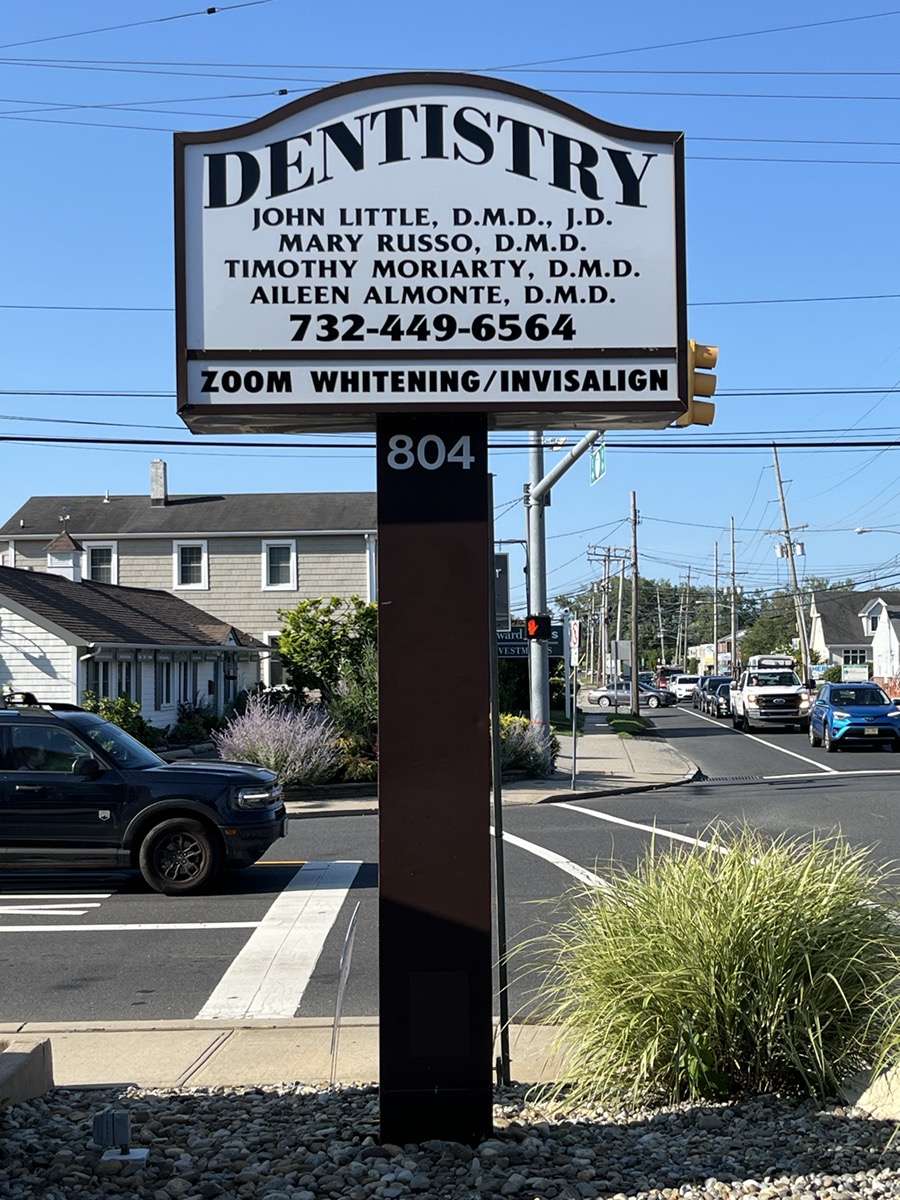 DENTISTRY
JOHN LITTLE, D.M.D., J.D.
MARY RUSSO, D.M.D.
TIMOTHY MORIARTY, D.M.D.
AILEEN ALMONTE, D.M.D.
732-449-6564
ZOOM WHITENING/INVISALIGN
804